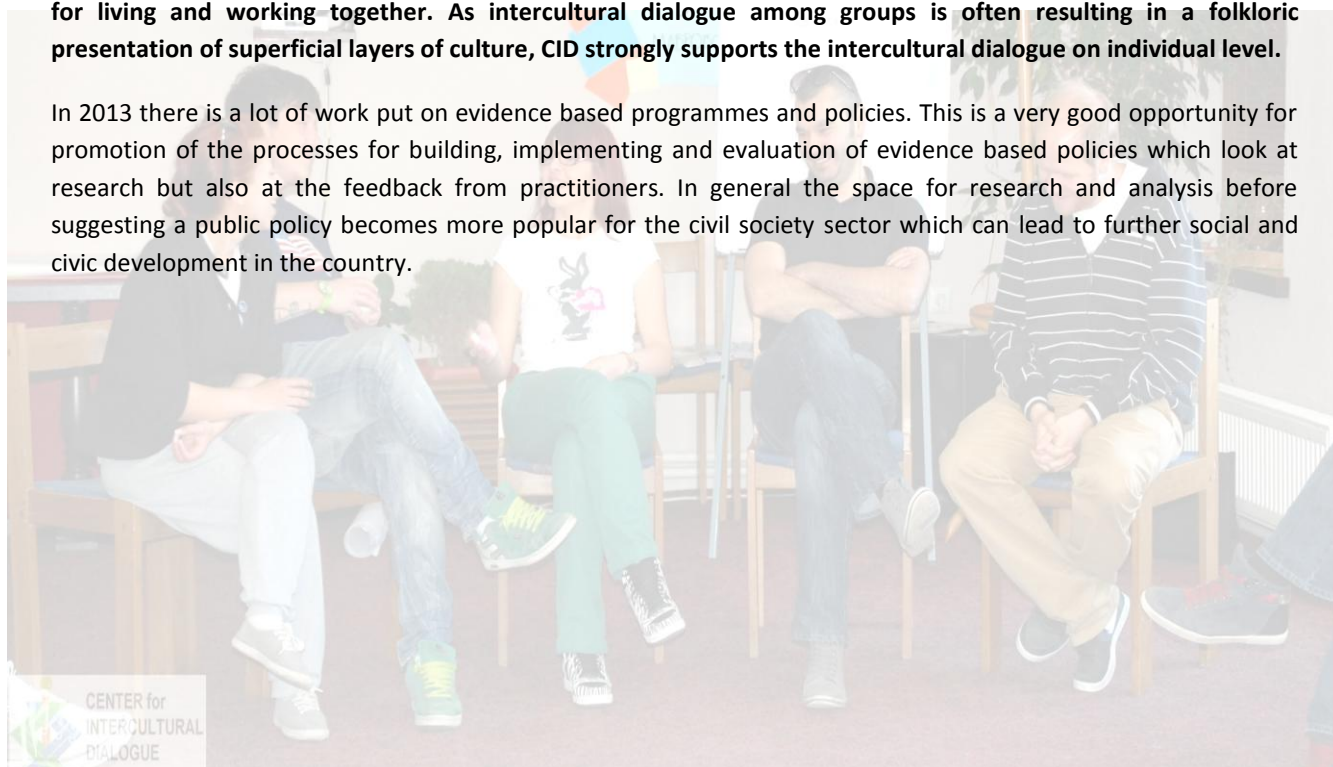 for living and working together. As intercultural dialogue among groups is often resulting in a folkloric
presentation of superficial layers of culture, CID strongly supports the intercultural dialogue on individual level.
In 2013 there is a lot of work put on evidence based programmes and policies. This is a very good opportunity for
promotion of the processes for building, implementing and evaluation of evidence based policies which look at
research but also at the feedback from practitioners. In general the space for research and analysis before
suggesting a public policy becomes more popular for the civil society sector which can lead to further social and
civic development in the country.
CENTER for
INTERCULTURAL
DIALOGUE